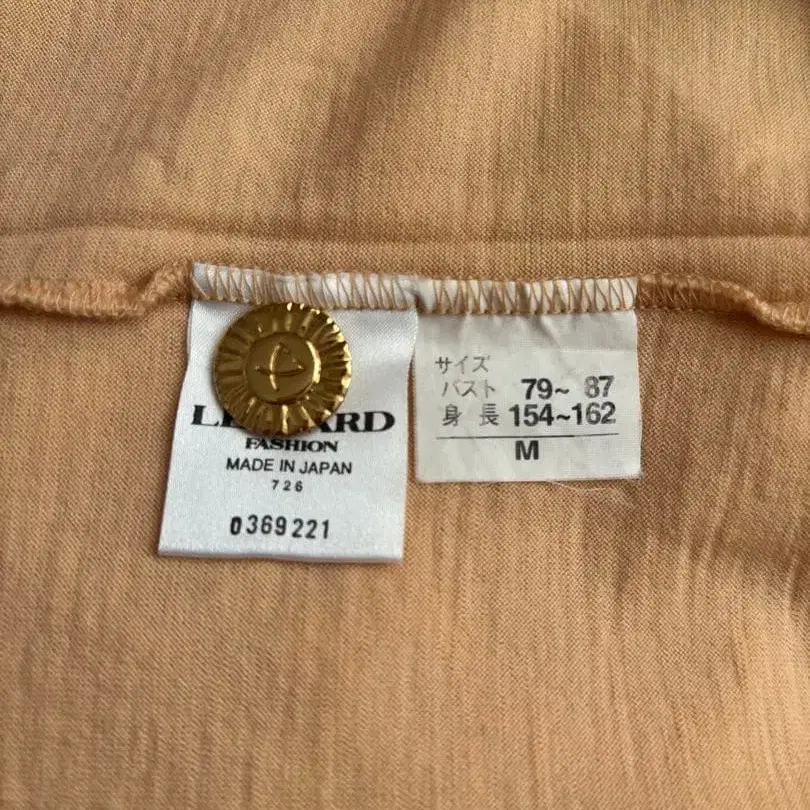 FASHION
MADE IN JAPAN
726
0369221
サイズ
バスト 79~ 87
身長 154~162
M